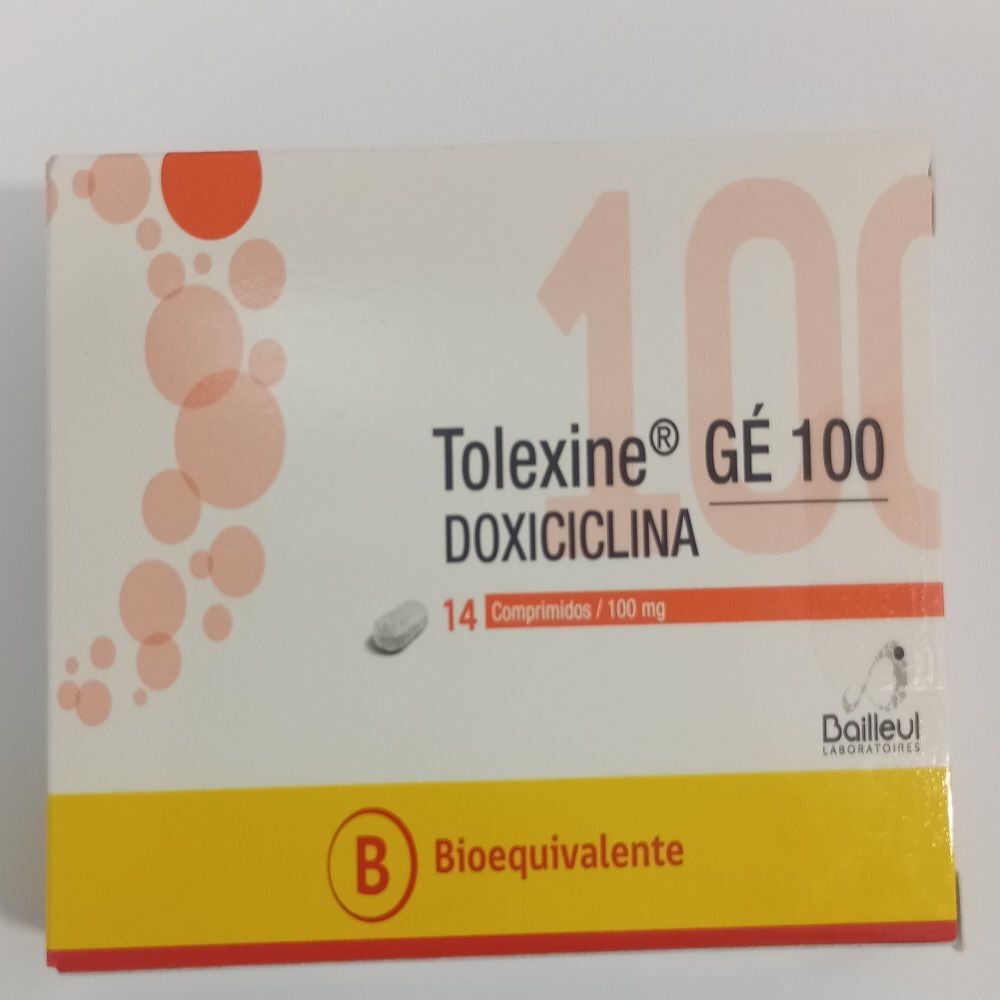 100
Tolexine® GÉ 100
DOXICICLINA
14 Comprimidos / 100 mg
Bailleul
LABORATOIRES
B Bioequivalente